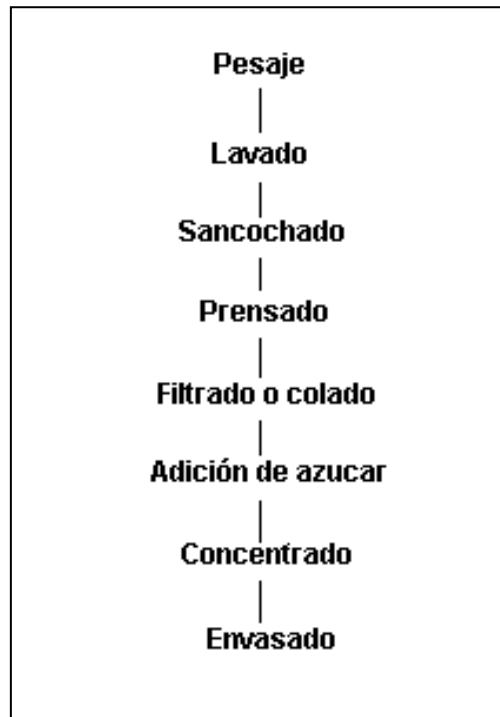 Pesaje
Lavado
Sancochado
Prensado
Filtrado o colado
Adición de azucar
Concentrado
Envasado